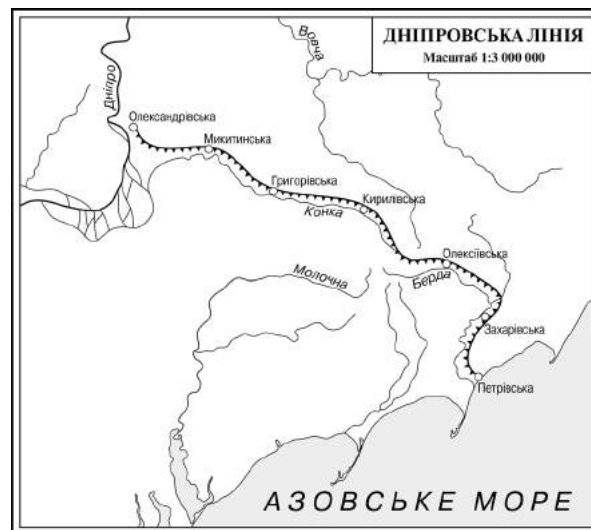 ДНІПРОВСЬКА ЛІНІЯ
Масштаб 1:3 000 000
Вовча
Дніпро
Олександрівська
Микитинська
Григорівська
Кирилівська
Конка
Олексіївська
Молочна
Берда
Захарівська
Петрівська
АЗОВСЬКЕ МОРЕ